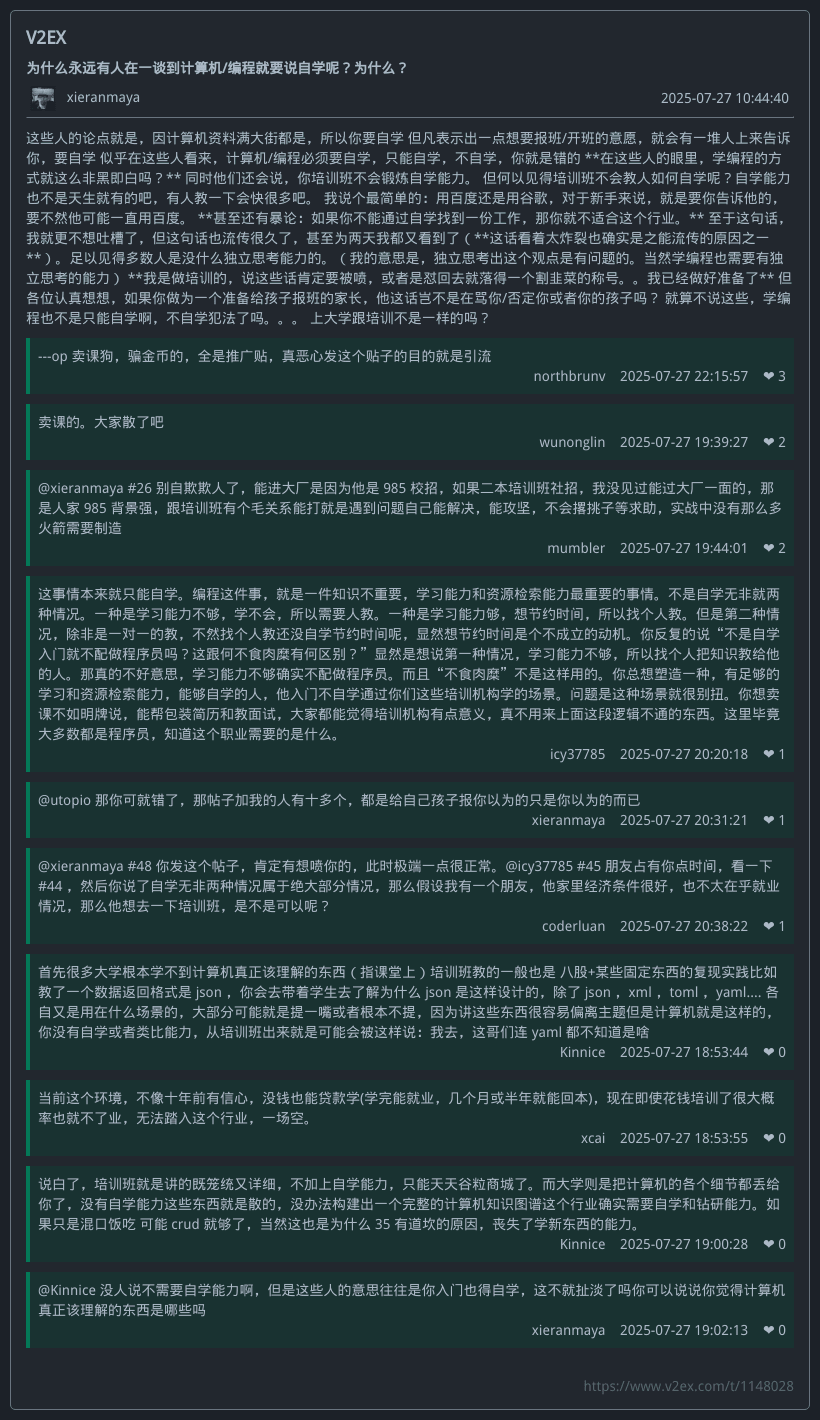 V2EX
为什么永远有人在一谈到计算机/编程就要说自学呢？为什么？
xieranmaya 2025-07-27 10:44:40
这些人的论点就是，因计算机资料满大街都是，所以你要自学 但凡表示出一点想要报班/开班的意愿，就会有一堆人上来告诉
你，要自学 似乎在这些人看来，计算机/编程必须要自学，只能自学，不自学，你就是错的 **在这些人的眼里，学编程的方
式就这么非黑即白吗？** 同时他们还会说，你培训班不会锻炼自学能力。 但何以见得培训班不会教人如何自学呢？自学能力
也不是天生就有的吧，有人教一下会快很多吧。 我说个最简单的：用百度还是用谷歌，对于新手来说，就是要你告诉他的，
要不然他可能一直用百度。 **甚至还有暴论：如果你不能通过自学找到一份工作，那你就不适合这个行业。** 至于这句话，
我就更不想吐槽了，但这句话也流传很久了，甚至为两天我都又看到了（**这话看着太炸裂也确实是之能流传的原因之一
**）。足以见得多数人是没什么独立思考能力的。（我的意思是，独立思考出这个观点是有问题的。当然学编程也需要有独
立思考的能力） **我是做培训的，说这些话肯定要被喷，或者是怼回去就落得一个割韭菜的称号。。我已经做好准备了** 但
各位认真想想，如果你做为一个准备给孩子报班的家长，他这话岂不是在骂你/否定你或者你的孩子吗？ 就算不说这些，学编
程也不是只能自学啊，不自学犯法了吗。。。 上大学跟培训不是一样的吗？
---op 卖课狗，骗金币的，全是推广贴，真恶心发这个贴子的目的就是引流
northbrunv 2025-07-27 22:15:57 ❤ 3
卖课的。大家散了吧
wunonglin 2025-07-27 19:39:27 ❤ 2
@xieranmaya #26 别自欺欺人了，能进大厂是因为他是 985 校招，如果二本培训班社招，我没见过能过大厂一面的，那
是人家 985 背景强，跟培训班有个毛关系能打就是遇到问题自己能解决，能攻坚，不会撂挑子等求助，实战中没有那么多
火箭需要制造
mumbler 2025-07-27 19:44:01 ❤ 2
这事情本来就只能自学。编程这件事，就是一件知识不重要，学习能力和资源检索能力最重要的事情。不是自学无非就两
种情况。一种是学习能力不够，学不会，所以需要人教。一种是学习能力够，想节约时间，所以找个人教。但是第二种情
况，除非是一对一的教，不然找个人教还没自学节约时间呢，显然想节约时间是个不成立的动机。你反复的说“不是自学
入门就不配做程序员吗？这跟何不食肉糜有何区别？”显然是想说第一种情况，学习能力不够，所以找个人把知识教给他
的人。那真的不好意思，学习能力不够确实不配做程序员。而且“不食肉糜”不是这样用的。你总想塑造一种，有足够的
学习和资源检索能力，能够自学的人，他入门不自学通过你们这些培训机构学的场景。问题是这种场景就很别扭。你想卖
课不如明牌说，能帮包装简历和教面试，大家都能觉得培训机构有点意义，真不用来上面这段逻辑不通的东西。这里毕竟
大多数都是程序员，知道这个职业需要的是什么。
icy37785 2025-07-27 20:20:18 ❤ 1
@utopio 那你可就错了，那帖子加我的人有十多个，都是给自己孩子报你以为的只是你以为的而已
xieranmaya 2025-07-27 20:31:21 ❤ 1
@xieranmaya #48 你发这个帖子，肯定有想喷你的，此时极端一点很正常。@icy37785 #45 朋友占有你点时间，看一下
#44 ，然后你说了自学无非两种情况属于绝大部分情况，那么假设我有一个朋友，他家里经济条件很好，也不太在乎就业
情况，那么他想去一下培训班，是不是可以呢？
coderluan 2025-07-27 20:38:22 ❤ 1
首先很多大学根本学不到计算机真正该理解的东西（指课堂上）培训班教的一般也是 八股+某些固定东西的复现实践比如
教了一个数据返回格式是 json ，你会去带着学生去了解为什么 json 是这样设计的，除了 json ，xml ，toml ，yaml.... 各
自又是用在什么场景的，大部分可能就是提一嘴或者根本不提，因为讲这些东西很容易偏离主题但是计算机就是这样的，
你没有自学或者类比能力，从培训班出来就是可能会被这样说：我去，这哥们连 yaml 都不知道是啥
Kinnice 2025-07-27 18:53:44 ❤ 0
当前这个环境，不像十年前有信心，没钱也能贷款学(学完能就业，几个月或半年就能回本)，现在即使花钱培训了很大概
率也就不了业，无法踏入这个行业，一场空。
xcai 2025-07-27 18:53:55 ❤ 0
说白了，培训班就是讲的既笼统又详细，不加上自学能力，只能天天谷粒商城了。而大学则是把计算机的各个细节都丢给
你了，没有自学能力这些东西就是散的，没办法构建出一个完整的计算机知识图谱这个行业确实需要自学和钻研能力。如
果只是混口饭吃 可能 crud 就够了，当然这也是为什么 35 有道坎的原因，丧失了学新东西的能力。
Kinnice 2025-07-27 19:00:28 ❤ 0
@Kinnice 没人说不需要自学能力啊，但是这些人的意思往往是你入门也得自学，这不就扯淡了吗你可以说说你觉得计算机
真正该理解的东西是哪些吗
xieranmaya 2025-07-27 19:02:13 ❤ 0
https://www.v2ex.com/t/1148028